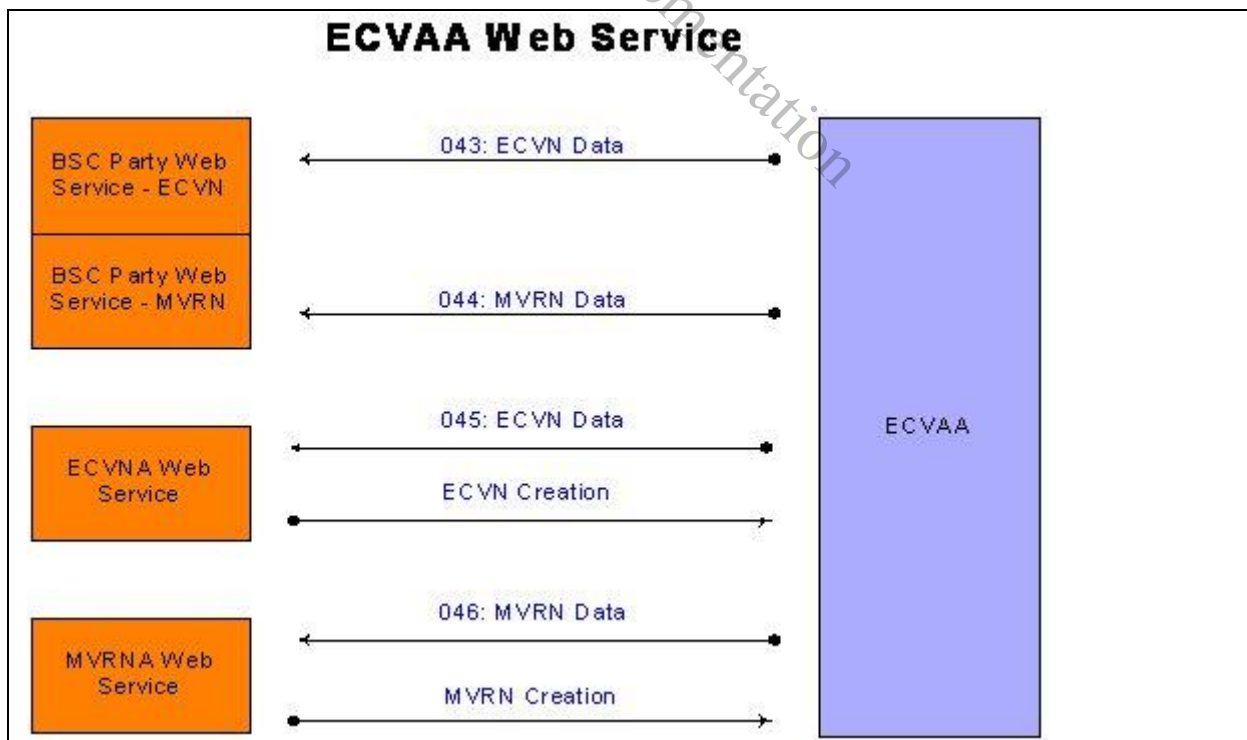 ECVAA Web Service
BSC Party Web
Service - ECVN
043: ECVN Data
BSC Party Web
Service - MVRN
044: MVRN Data
045: ECVN Data
ECVAA
ECVNA Web
Service
ECVN Creation
046: MVRN Data
MVRNA Web
Service
MVRN Creation